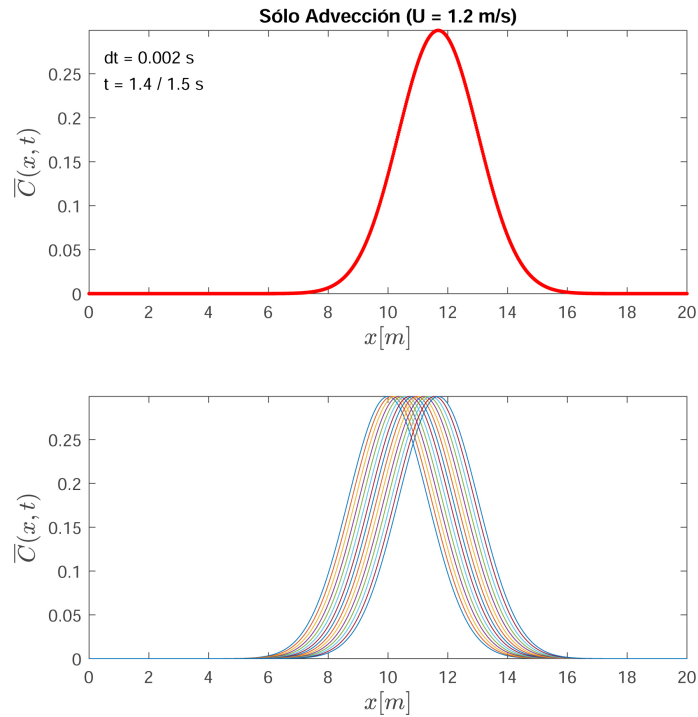 Sólo Advección (U = 1.2 m/s)
dt = 0.002 s
t = 1.4 / 1.5 s
0.25
0.2
0.15
0.1
0.05
0
C̅(x, t)
0 2 4 6 8 10 12 14 16 18 20
x[m]
0.25
0.2
0.15
0.1
0.05
0
C̅(x, t)
0 2 4 6 8 10 12 14 16 18 20
x[m]